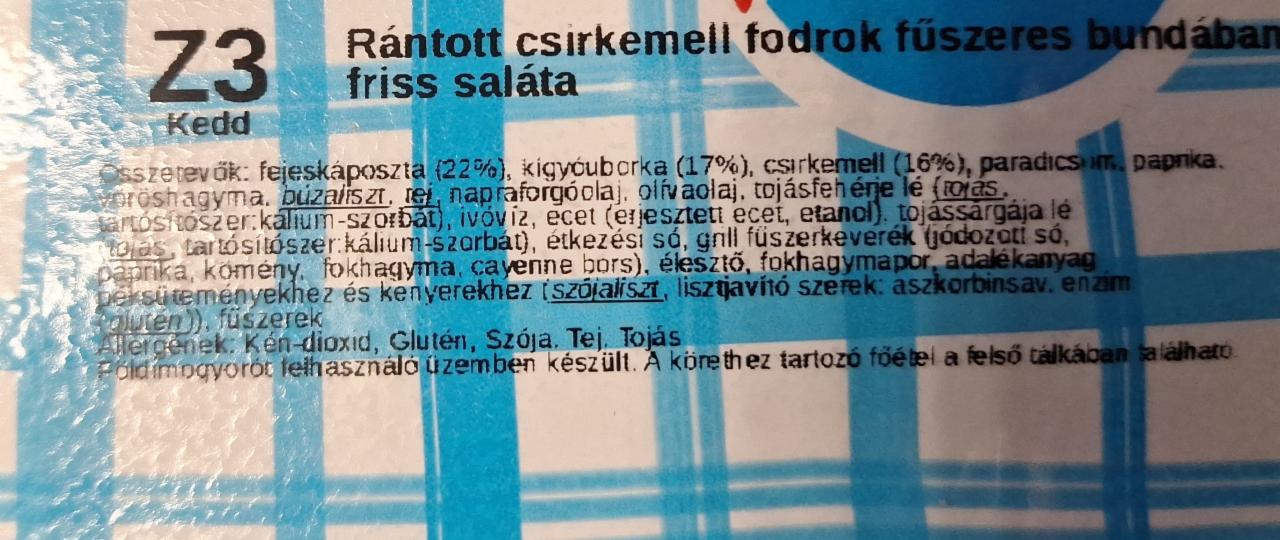 Z3
Kedd
Rántott csirkemell fodrok fűszeres bundában
friss saláta
Összetevők: fejeskáposzta (22%), kígyóuborka (17%), csirkemell (16%), paradicsom, paprika,
vöröshagyma, búzaliszt, tej, napraforgóolaj, olívaolaj, tojásfehérje lé (tojás,
tartósítószer:kálium-szorbát), ivóvíz, ecet (erjesztett ecet, etanol), tojássárgája lé
(tojás, tartósítószer:kálium-szorbát), étkezési só, grill fűszerkeverék (jódozott só,
paprika, kömény, fokhagyma, cayenne bors), élesztő, fokhagymapor, adalékanyag
péksüteményekhez és kenyerekhez (szójaliszt, lisztjavító szerek: aszkorbinsav, enzim
(glutén)), fűszerek
Allergének: Kén-dioxid, Glutén, Szója, Tej, Tojás
Földimogyorót felhasználó üzemben készült. A körethez tartozó főétel a felső tálkában található.